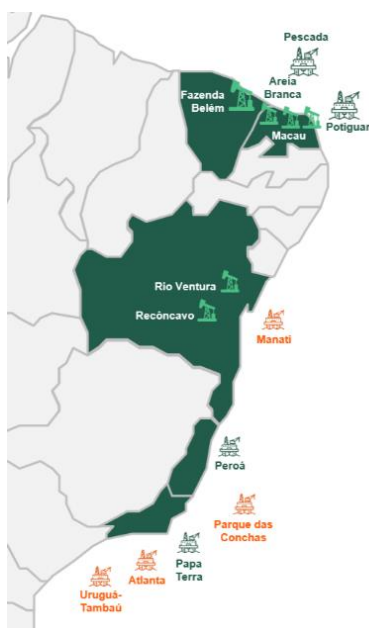 Pescada
Areia
Branca
Fazenda
Belém
Potiguar
Macau
Rio Ventura
Recôncavo
Manati
Peroá
Parque das
Conchas
Papa
Terra
Atlanta
Uruguá-
Tambaú